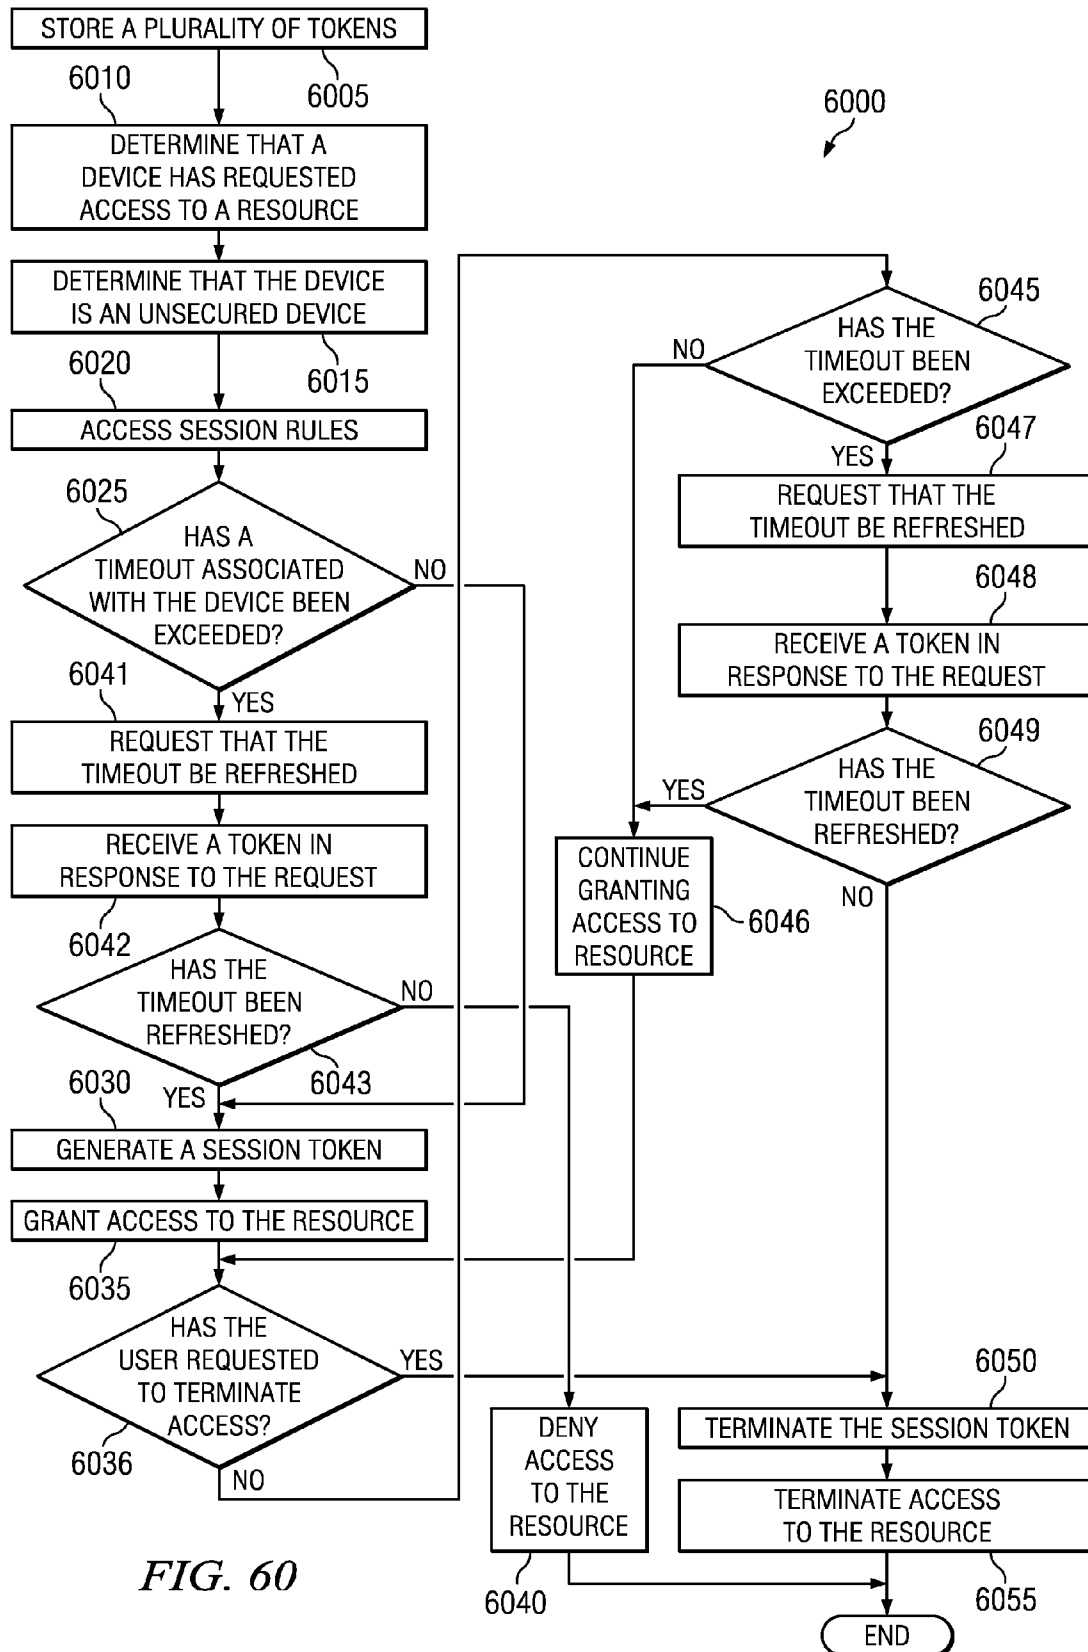 STORE A PLURALITY OF TOKENS
6005
6010
DETERMINE THAT A
DEVICE HAS REQUESTED
ACCESS TO A RESOURCE
DETERMINE THAT THE DEVICE
IS AN UNSECURED DEVICE
6015
6020
ACCESS SESSION RULES
6025
HAS A
TIMEOUT ASSOCIATED
WITH THE DEVICE BEEN
EXCEEDED?
NO
YES
6041
REQUEST THAT THE
TIMEOUT BE REFRESHED
RECEIVE A TOKEN IN
RESPONSE TO THE REQUEST
6042
HAS THE
TIMEOUT BEEN
REFRESHED?
NO
6043
YES
6030
GENERATE A SESSION TOKEN
GRANT ACCESS TO THE RESOURCE
6035
HAS THE
USER REQUESTED
TO TERMINATE
ACCESS?
YES
6036
NO
6000
6045
HAS THE
TIMEOUT BEEN
EXCEEDED?
NO
YES
6047
REQUEST THAT THE
TIMEOUT BE REFRESHED
6048
RECEIVE A TOKEN IN
RESPONSE TO THE REQUEST
6049
HAS THE
TIMEOUT BEEN
REFRESHED?
YES
NO
CONTINUE
GRANTING
ACCESS TO
RESOURCE
6046
DENY
ACCESS
TO THE
RESOURCE
6040
6050
TERMINATE THE SESSION TOKEN
TERMINATE ACCESS
TO THE RESOURCE
6055
END
FIG. 60